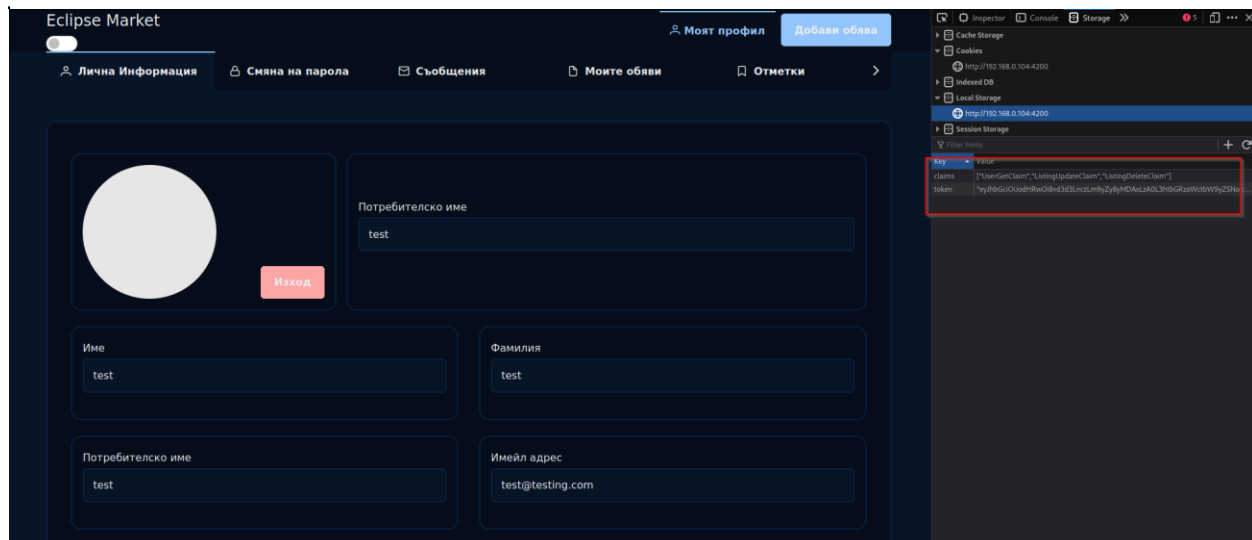 Eclipse Market
Моят профил
Добави обява
Лична Информация
Смяна на парола
Съобщения
Моите обяви
Отметки
Потребителско име
test
Изход
Име
test
Фамилия
test
Потребителско име
test
Имейл адрес
test@testing.com
Inspector
Console
Storage
5
Cache Storage
Cookies
http://192.168.0.104:4200
Indexed DB
Local Storage
http://192.168.0.104:4200
Session Storage
Filter Items
Key Value
claims ["UserGetClaim","ListingUpdateClaim","ListingDeleteClaim"]
token